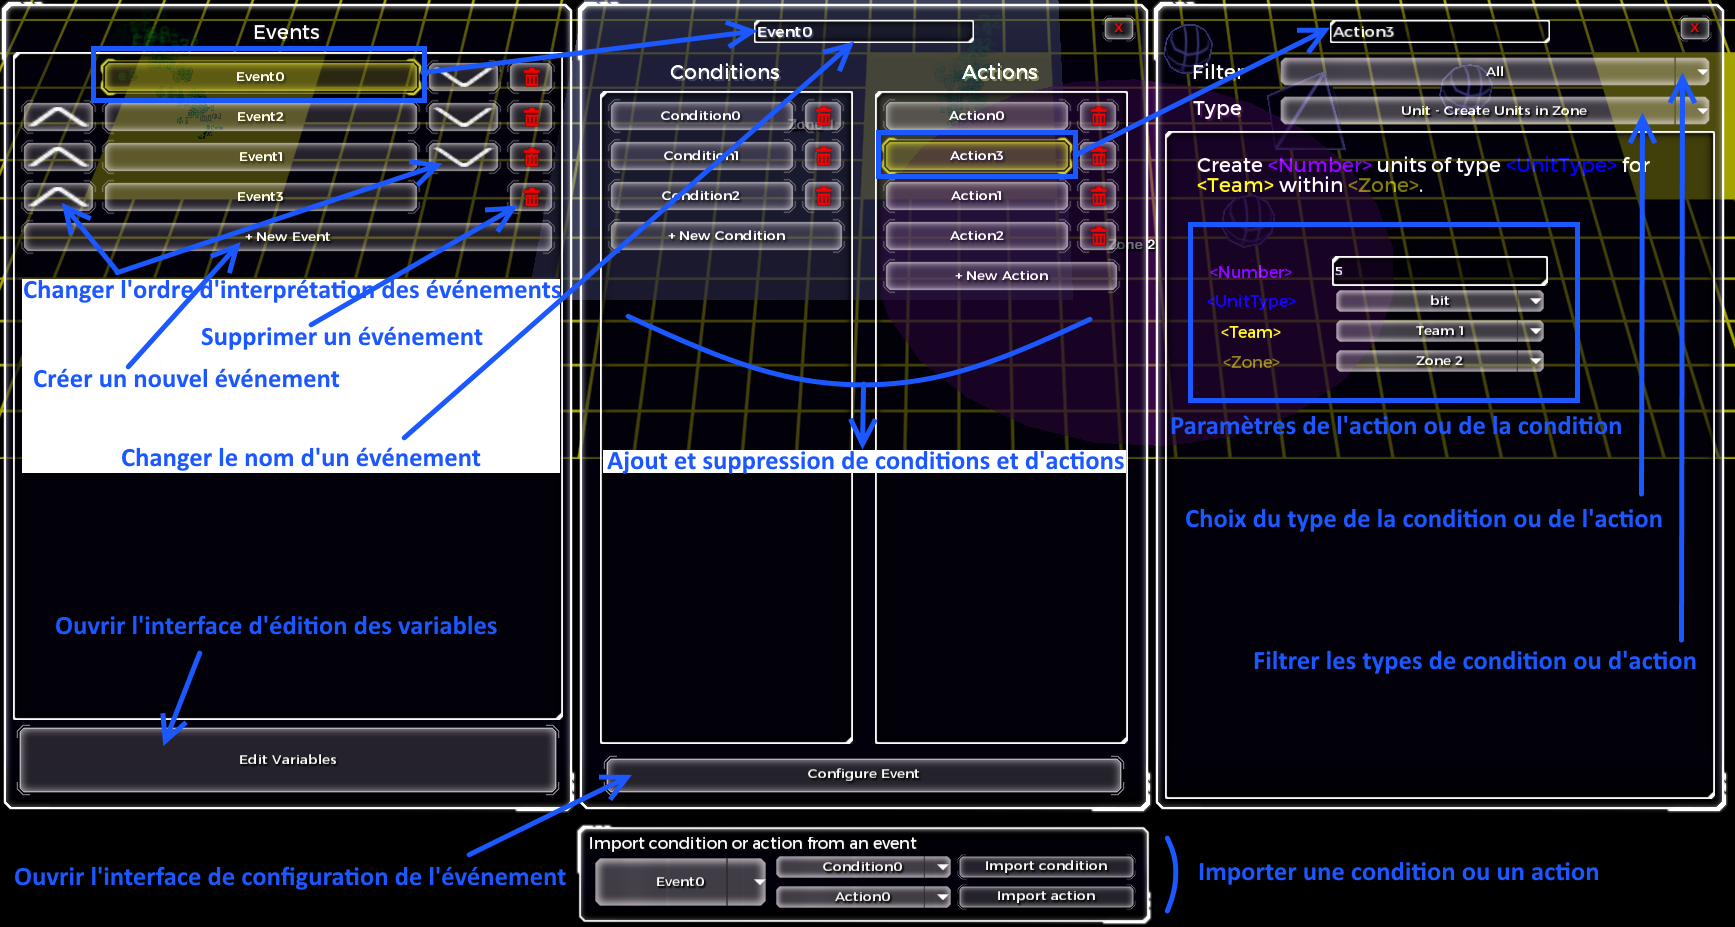 Events
Event0
Event2
Event1
Event3
+ New Event
Changer l'ordre d'interprétation des événements
Supprimer un événement
Créer un nouvel événement
Changer le nom d'un événement
Ouvrir l'interface d'édition des variables
Edit Variables
Ouvrir l'interface de configuration de l'événement
Event0
X
Conditions
Actions
Condition0
Condition1
Condition2
+ New Condition
Action0
Action3
Action1
Action2
+ New Action
Zone 2
Ajout et suppression de conditions et d'actions
Configure Event
Import condition or action from an event
Event0
Condition0
Import condition
Action0
Import action
Action3
X
Filter
All
Type
Unit - Create Units in Zone
Create <Number> units of type <UnitType> for
<Team> within <Zone>.
<Number>
5
<UnitType>
bit
<Team>
Team 1
<Zone>
Zone 2
Paramètres de l'action ou de la condition
Choix du type de la condition ou de l'action
Filtrer les types de condition ou d'action
Importer une condition ou un action